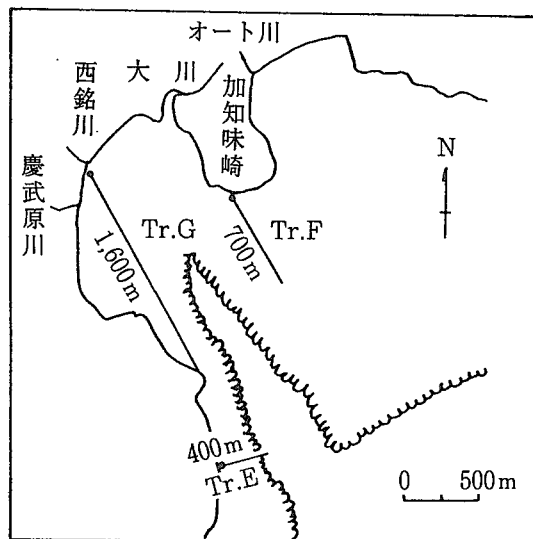 オート川
大川
西銘川
加知味崎
慶武原川
N
Tr.G
Tr.F
1,600m
700m
400m
Tr.E
0 500m